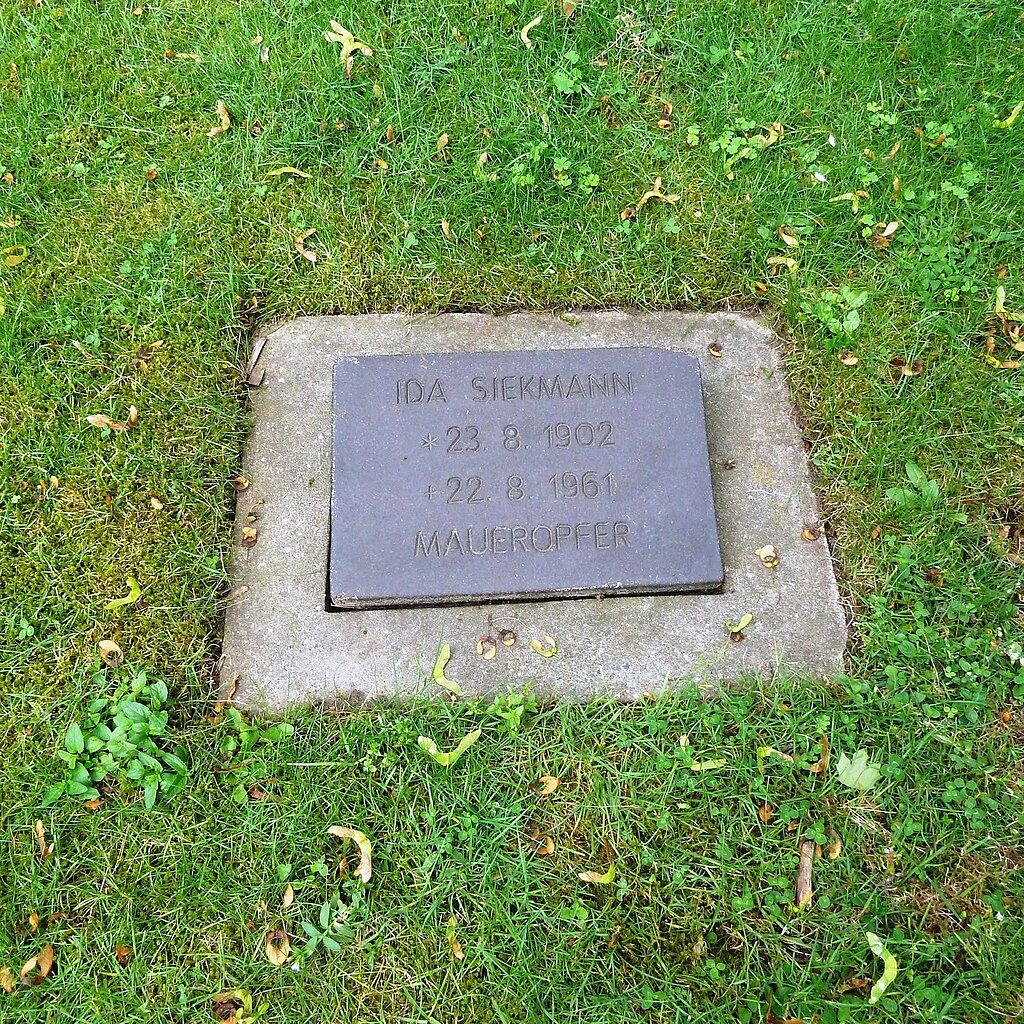 IDA SIEKMANN
*23. 8. 1902
+22. 8. 1961
MAUEROPFER